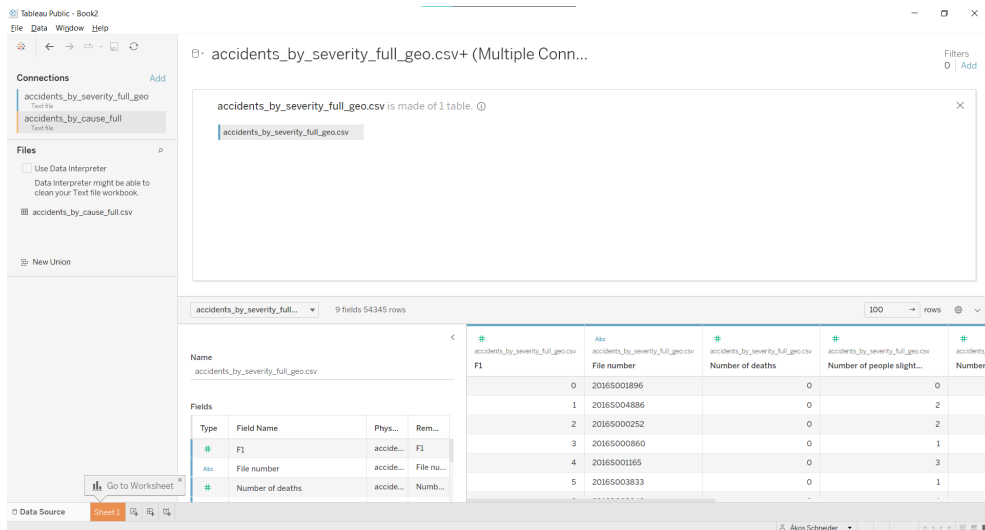 Tableau Public - Book2
File Data Window Help
Connections Add
accidents_by_severity_full_geo
Text file
accidents_by_cause_full
Text file
Files
Use Data Interpreter
Data Interpreter might be able to
clean your Text file workbook.
accidents_by_cause_full.csv
New Union
accidents_by_severity_full_geo.csv+ (Multiple Conn...
Filters
0 | Add
accidents_by_severity_full_geo.csv is made of 1 table.
accidents_by_severity_full_geo.csv
accidents_by_severity_full... 9 fields 54345 rows 100 → rows
Name
accidents_by_severity_full_geo.csv
Fields
Type Field Name Phys... Rem...
# F1 accide... F1
Abc File number accide... File nu...
# Number of deaths accide... Numb...
# Abc # # #
accidents_by_severity_full_geo.csv accidents_by_severity_full_geo.csv accidents_by_severity_full_geo.csv accidents_by_severity_full_geo.csv accidents
F1 File number Number of deaths Number of people slight... Number
0 2016S001896 0 0
1 2016S004886 0 2
2 2016S000252 0 2
3 2016S000860 0 1
4 2016S001165 0 3
5 2016S003833 0 1
Go to Worksheet
Data Source Sheet 1
Ákos Schneider